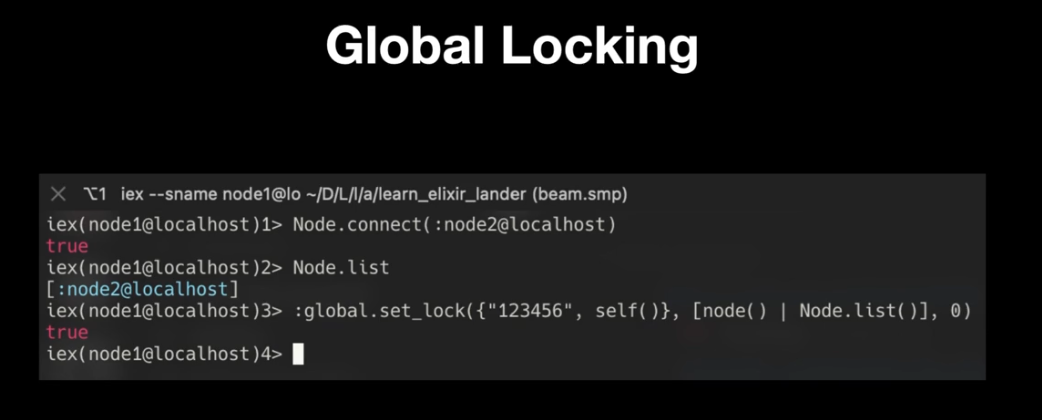 Global Locking
⌥1 iex --sname node1@lo ~/D/L/l/a/learn_elixir_lander (beam.smp)
iex(node1@localhost)1> Node.connect(:node2@localhost)
true
iex(node1@localhost)2> Node.list
[:node2@localhost]
iex(node1@localhost)3> :global.set_lock({"123456", self()}, [node() | Node.list()], 0)
true
iex(node1@localhost)4>